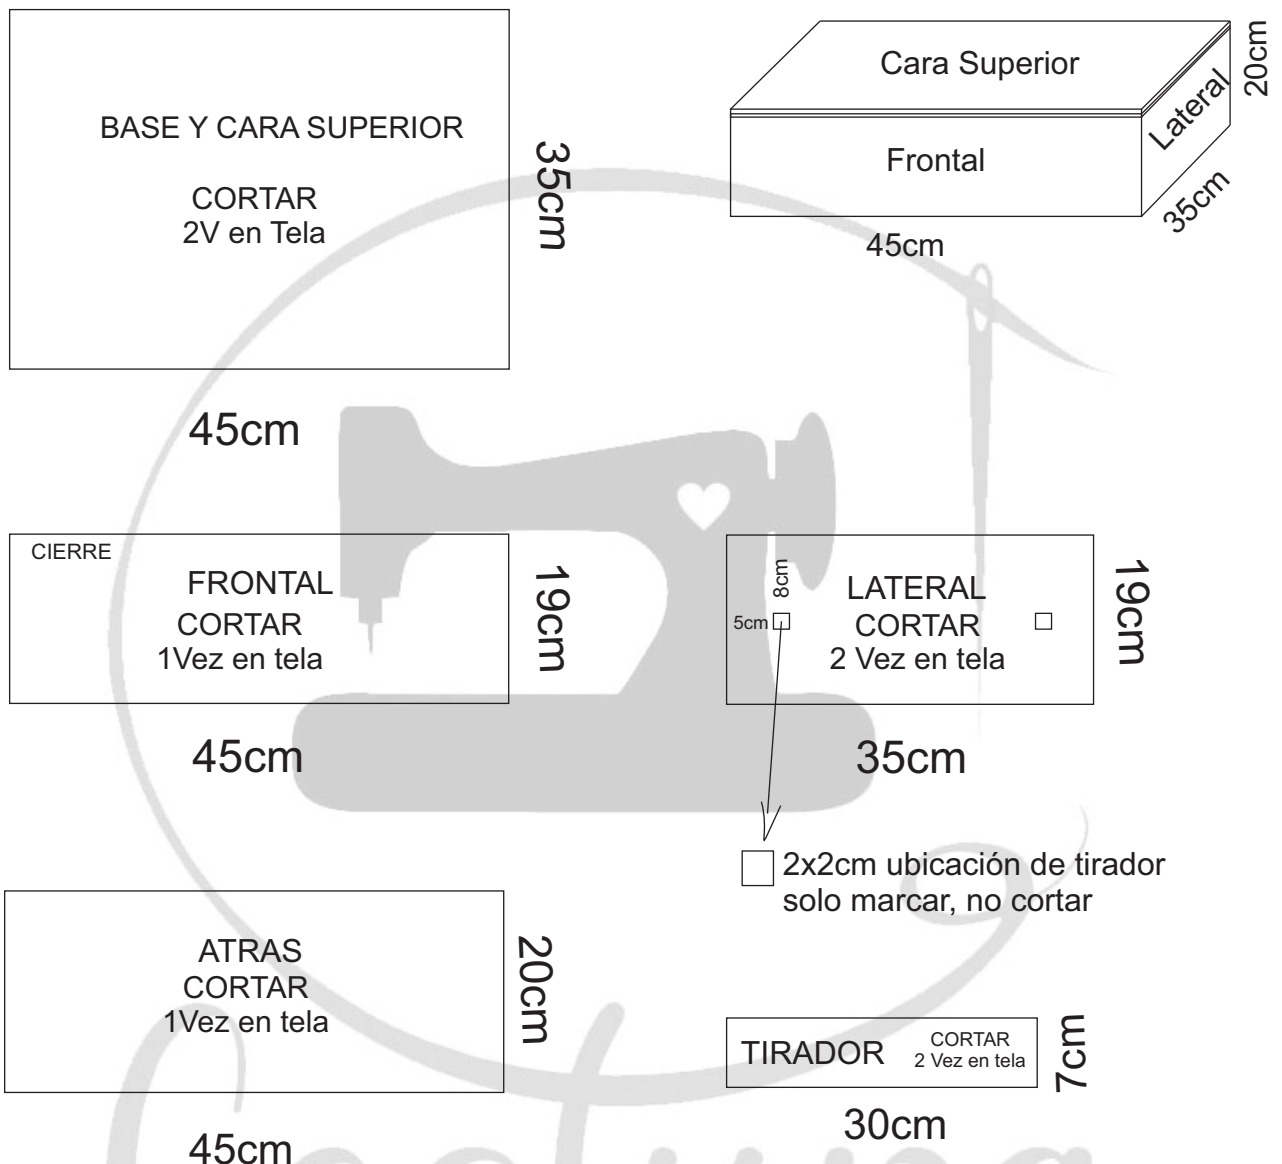 BASE Y CARA SUPERIOR
CORTAR
2V en Tela
35cm
45cm
Cara Superior
Frontal
Lateral
20cm
35cm
45cm
CIERRE
FRONTAL
CORTAR
1Vez en tela
19cm
45cm
8cm
5cm
LATERAL
CORTAR
2 Vez en tela
19cm
35cm
2x2cm ubicación de tirador
solo marcar, no cortar
ATRAS
CORTAR
1Vez en tela
20cm
45cm
TIRADOR
CORTAR
2 Vez en tela
7cm
30cm